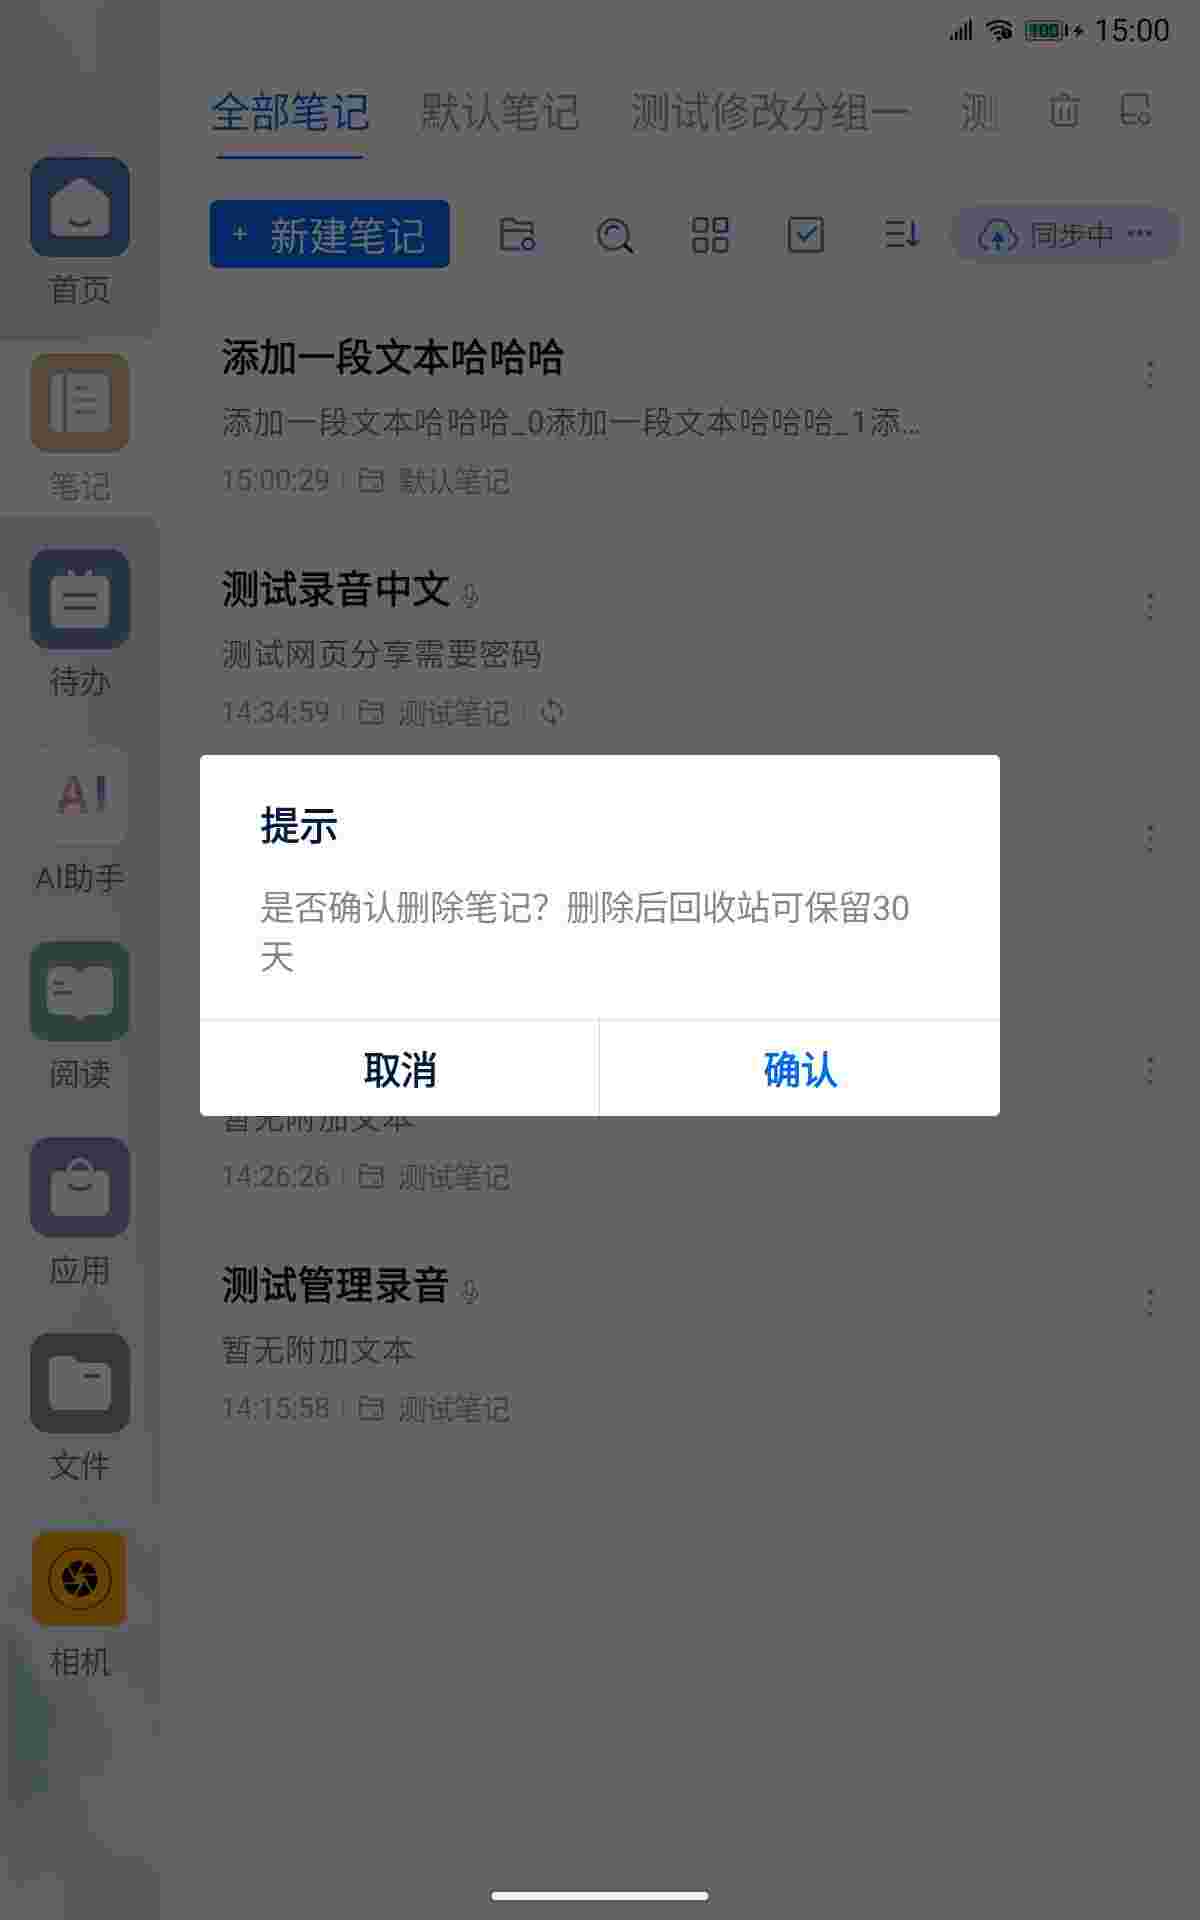 15:00
全部笔记 默认笔记 测试修改分组一 测
+ 新建笔记 同步中 ···
首页
笔记
待办
AI
AI助手
阅读
应用
文件
相机
添加一段文本哈哈哈
添加一段文本哈哈哈_0添加一段文本哈哈哈_1添...
15:00:29 默认笔记
测试录音中文
测试网页分享需要密码
14:34:59 测试笔记
提示
是否确认删除笔记？删除后回收站可保留30
天
取消 确认
暂无附加文本
14:26:26 测试笔记
测试管理录音
暂无附加文本
14:15:58 测试笔记